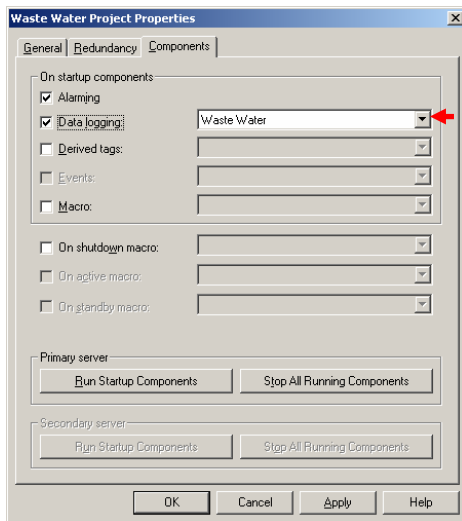 Waste Water Project Properties
General Redundancy Components
On startup components
Alarming
Data logging: Waste Water
Derived tags:
Events:
Macro:
On shutdown macro:
On active macro:
On standby macro:
Primary server
Run Startup Components Stop All Running Components
Secondary server
Run Startup Components Stop All Running Components
OK Cancel Apply Help